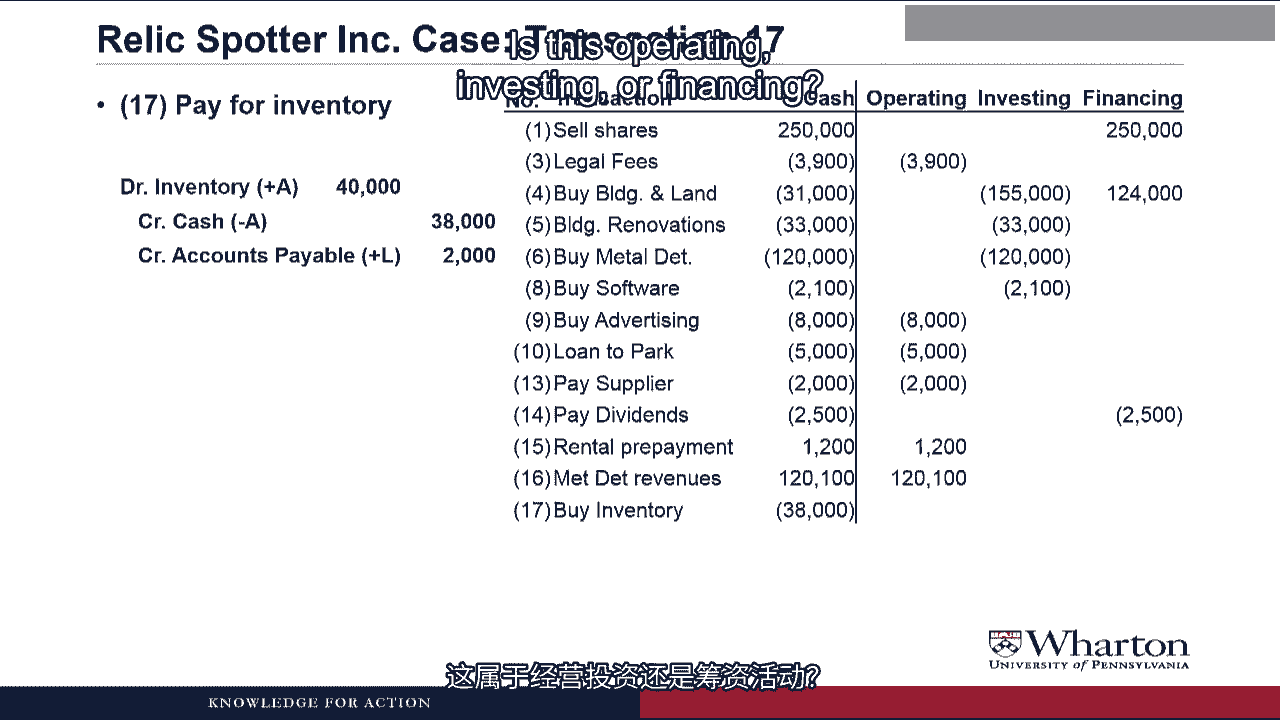 Relic Spotter Inc. Case: Transaction 17
Is this operating,
investing, or financing?
• (17) Pay for inventory
Dr. Inventory (+A) 40,000
Cr. Cash (-A) 38,000
Cr. Accounts Payable (+L) 2,000
No. Transaction Cash Operating Investing Financing
(1) Sell shares 250,000 250,000
(3) Legal Fees (3,900) (3,900)
(4) Buy Bldg. & Land (31,000) (155,000) 124,000
(5) Bldg. Renovations (33,000) (33,000)
(6) Buy Metal Det. (120,000) (120,000)
(8) Buy Software (2,100) (2,100)
(9) Buy Advertising (8,000) (8,000)
(10) Loan to Park (5,000) (5,000)
(13) Pay Supplier (2,000) (2,000)
(14) Pay Dividends (2,500) (2,500)
(15) Rental prepayment 1,200 1,200
(16) Met Det revenues 120,100 120,100
(17) Buy Inventory (38,000)
Wharton
UNIVERSITY of PENNSYLVANIA
这属于经营投资还是筹资活动?
KNOWLEDGE FOR ACTION